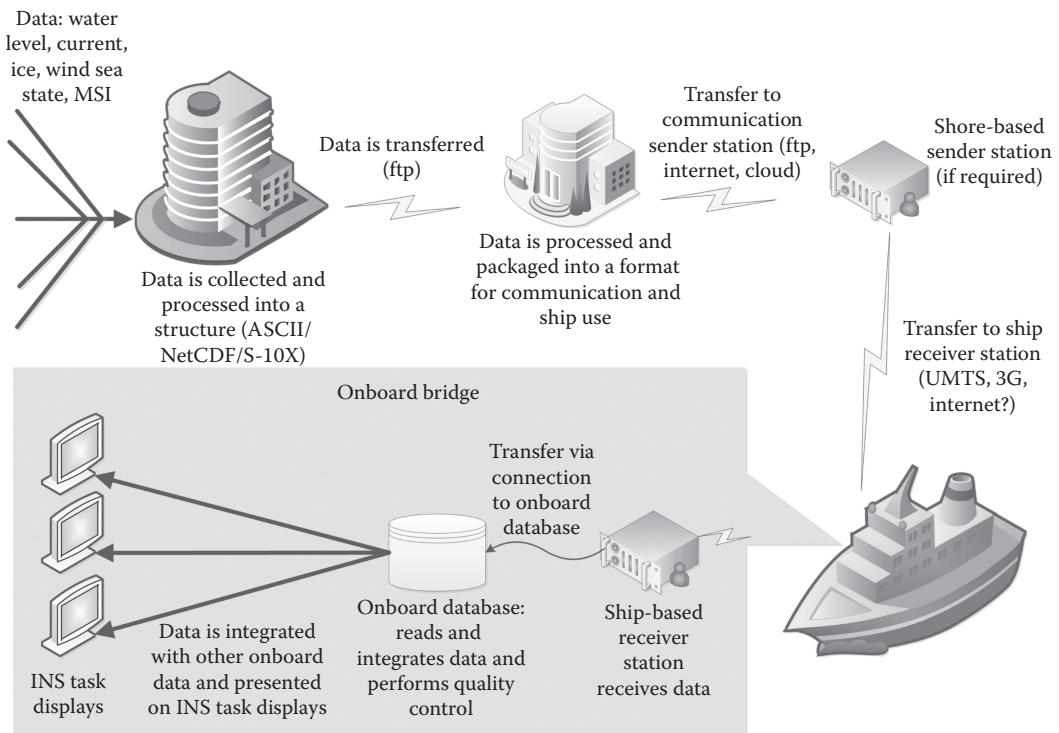 Data: water
level, current,
ice, wind sea
state, MSI
Data is transferred
(ftp)
Transfer to
communication
sender station (ftp,
internet, cloud)
Shore-based
sender station
(if required)
Data is collected and
processed into a
structure (ASCII/
NetCDF/S-10X)
Data is processed and
packaged into a format
for communication and
ship use
Transfer to ship
receiver station
(UMTS, 3G,
internet?)
Onboard bridge
Transfer via
connection
to onboard
database
INS task
displays
Data is integrated
with other onboard
data and presented
on INS task displays
Onboard database:
reads and
integrates data and
performs quality
control
Ship-based
receiver
station
receives data